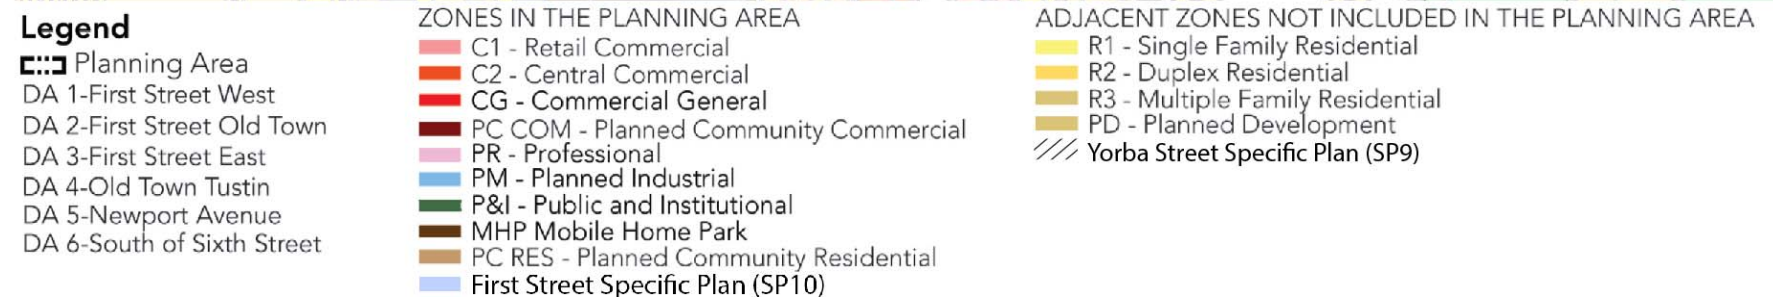 Legend
Planning Area
DA 1-First Street West
DA 2-First Street Old Town
DA 3-First Street East
DA 4-Old Town Tustin
DA 5-Newport Avenue
DA 6-South of Sixth Street
ZONES IN THE PLANNING AREA
C1 - Retail Commercial
C2 - Central Commercial
CG - Commercial General
PC COM - Planned Community Commercial
PR - Professional
PM - Planned Industrial
P&I - Public and Institutional
MHP Mobile Home Park
PC RES - Planned Community Residential
First Street Specific Plan (SP10)
ADJACENT ZONES NOT INCLUDED IN THE PLANNING AREA
R1 - Single Family Residential
R2 - Duplex Residential
R3 - Multiple Family Residential
PD - Planned Development
Yorba Street Specific Plan (SP9)